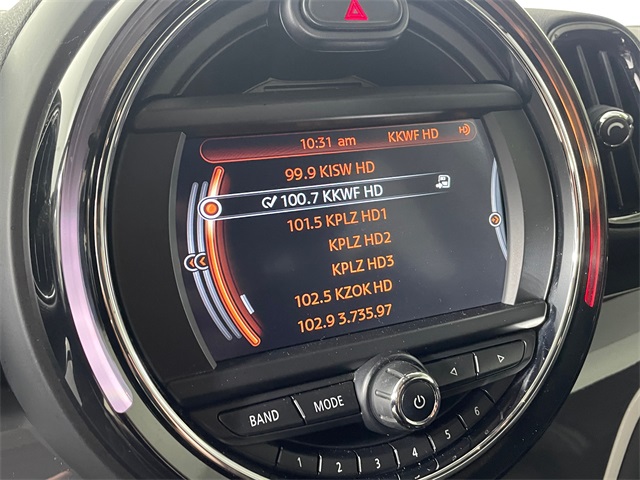 10:31 am KKWF HD
99.9 KISW HD
100.7 KKWF HD
101.5 KPLZ HD1
KPLZ HD2
KPLZ HD3
102.5 KZOK HD
102.9 3.735.97
BAND MODE
1 2 3 4 5 6